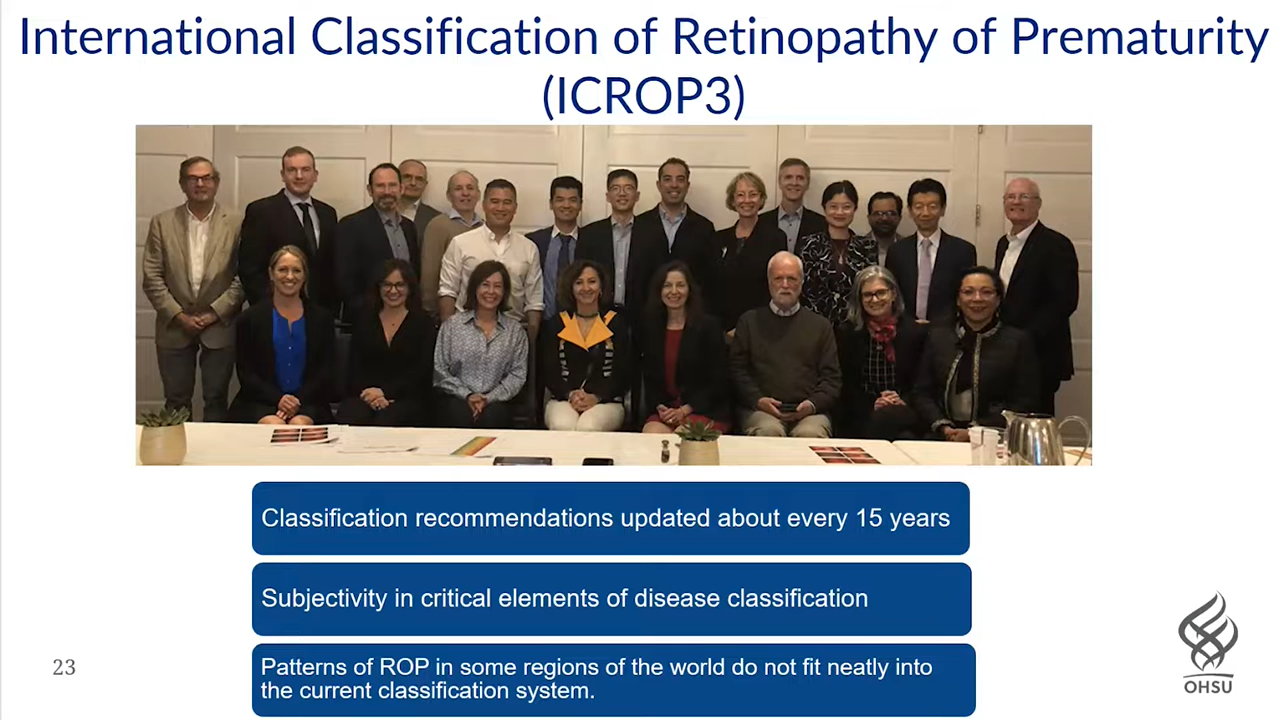 International Classification of Retinopathy of Prematurity
(ICROP3)
Classification recommendations updated about every 15 years
Subjectivity in critical elements of disease classification
Patterns of ROP in some regions of the world do not fit neatly into
the current classification system.
23
OHSU